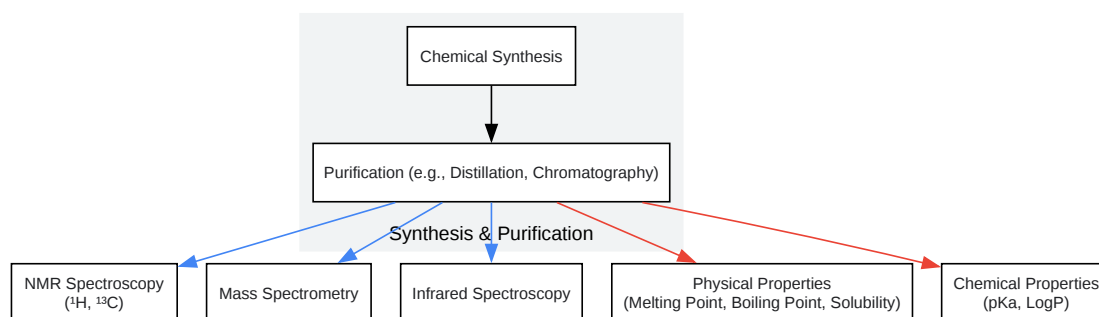 Chemical Synthesis
Purification (e.g., Distillation, Chromatography)
Synthesis & Purification
NMR Spectroscopy
(¹H, ¹³C)
Mass Spectrometry
Infrared Spectroscopy
Physical Properties
(Melting Point, Boiling Point, Solubility)
Chemical Properties
(pKa, LogP)